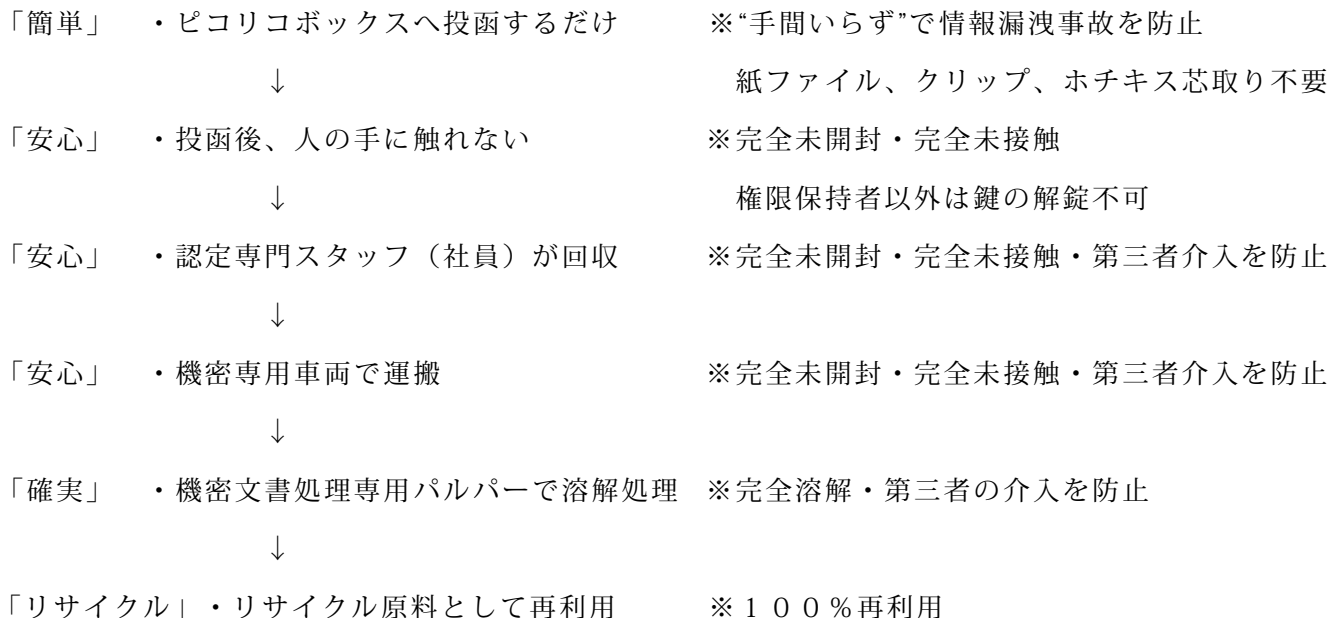 「簡単」 ・ピコリコボックスへ投函するだけ ※“手間いらず”で情報漏洩事故を防止
↓ 紙ファイル、クリップ、ホチキス芯取り不要
「安心」 ・投函後、人の手に触れない ※完全未開封・完全未接触
↓ 権限保持者以外は鍵の解錠不可
「安心」 ・認定専門スタッフ（社員）が回収 ※完全未開封・完全未接触・第三者介入を防止
↓
「安心」 ・機密専用車両で運搬 ※完全未開封・完全未接触・第三者介入を防止
↓
「確実」 ・機密文書処理専用パルパーで溶解処理 ※完全溶解・第三者の介入を防止
↓
「リサイクル」・リサイクル原料として再利用 ※１００％再利用